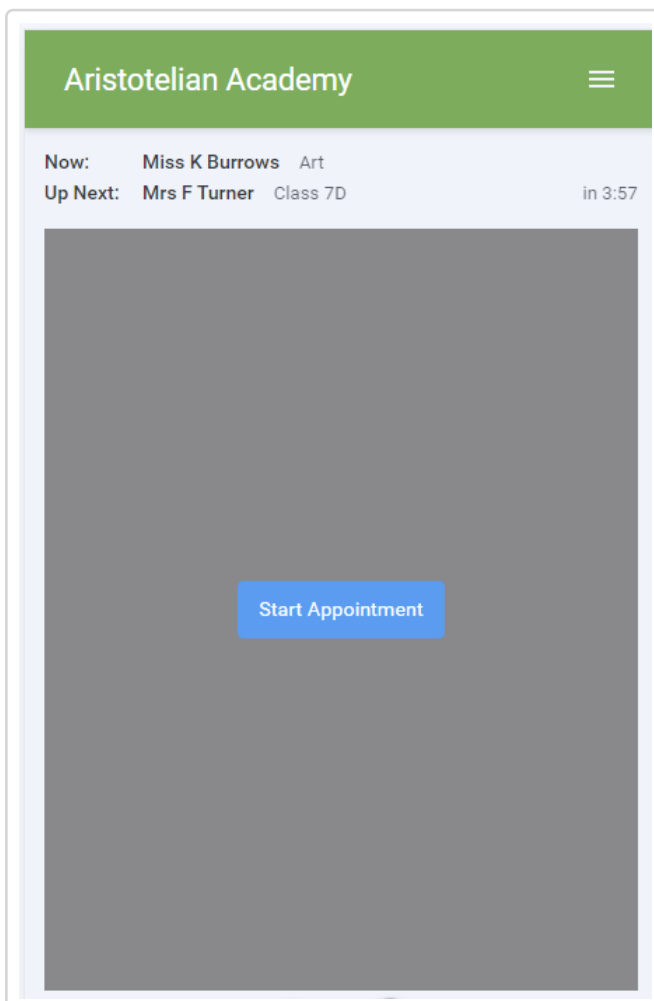 Aristotelian Academy
Now: Miss K Burrows Art
Up Next: Mrs F Turner Class 7D in 3:57
Start Appointment